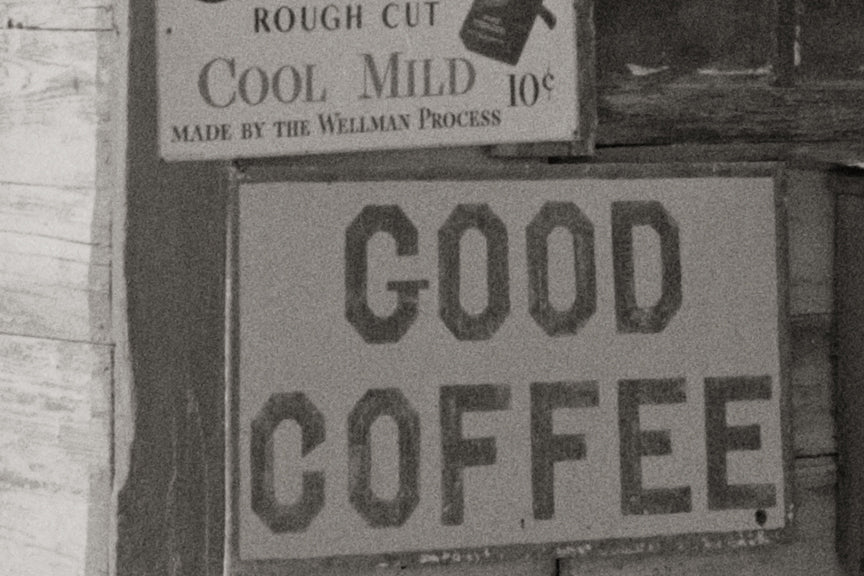 ROUGH CUT
COOL MILD
10¢
MADE BY THE WELLMAN PROCESS
GOOD
COFFEE